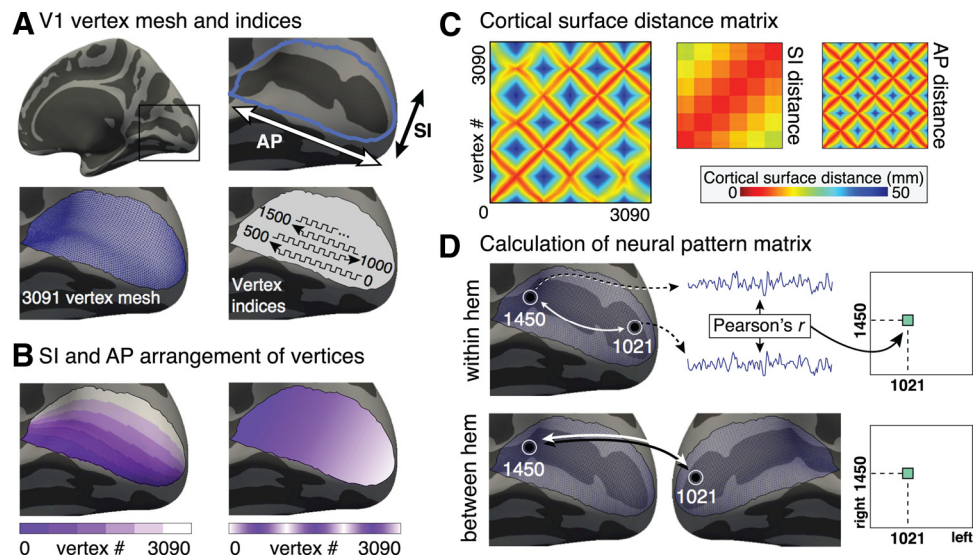 A V1 vertex mesh and indices
AP
SI
3091 vertex mesh
1500
...
500
1000
0
Vertex
indices
B SI and AP arrangement of vertices
0 vertex # 3090
0 vertex # 3090
C Cortical surface distance matrix
3090
vertex #
0
3090
SI distance
AP distance
Cortical surface distance (mm)
0 50
D Calculation of neural pattern matrix
within hem
1450
1021
Pearson's r
1450
1021
between hem
1450
1021
right 1450
1021 left